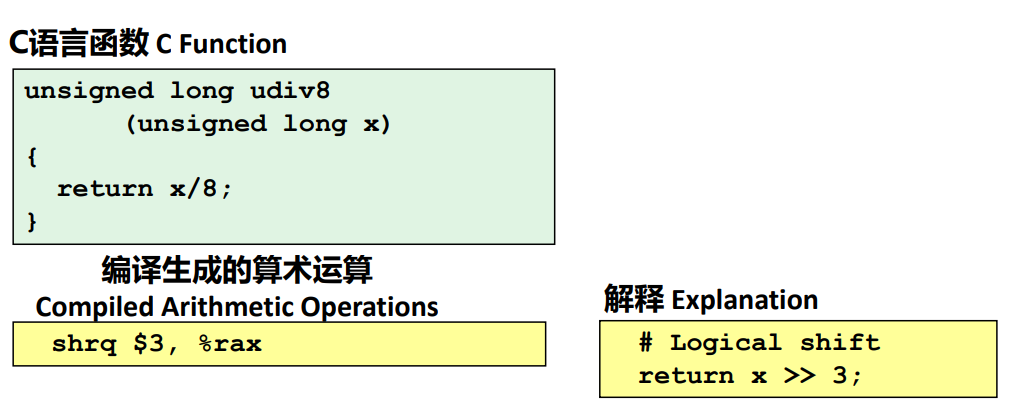 C语言函数 C Function
unsigned long udiv8
(unsigned long x)
{
return x/8;
}
编译生成的算术运算
Compiled Arithmetic Operations
shrq $3, %rax
解释 Explanation
# Logical shift
return x >> 3;